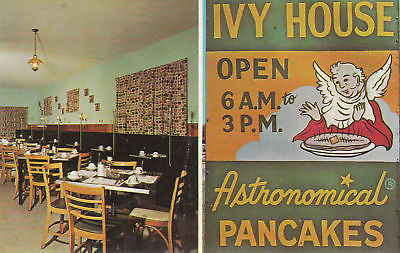 IVY HOUSE
OPEN
6 A.M. to
3 P.M.
Astronomical®
PANCAKES